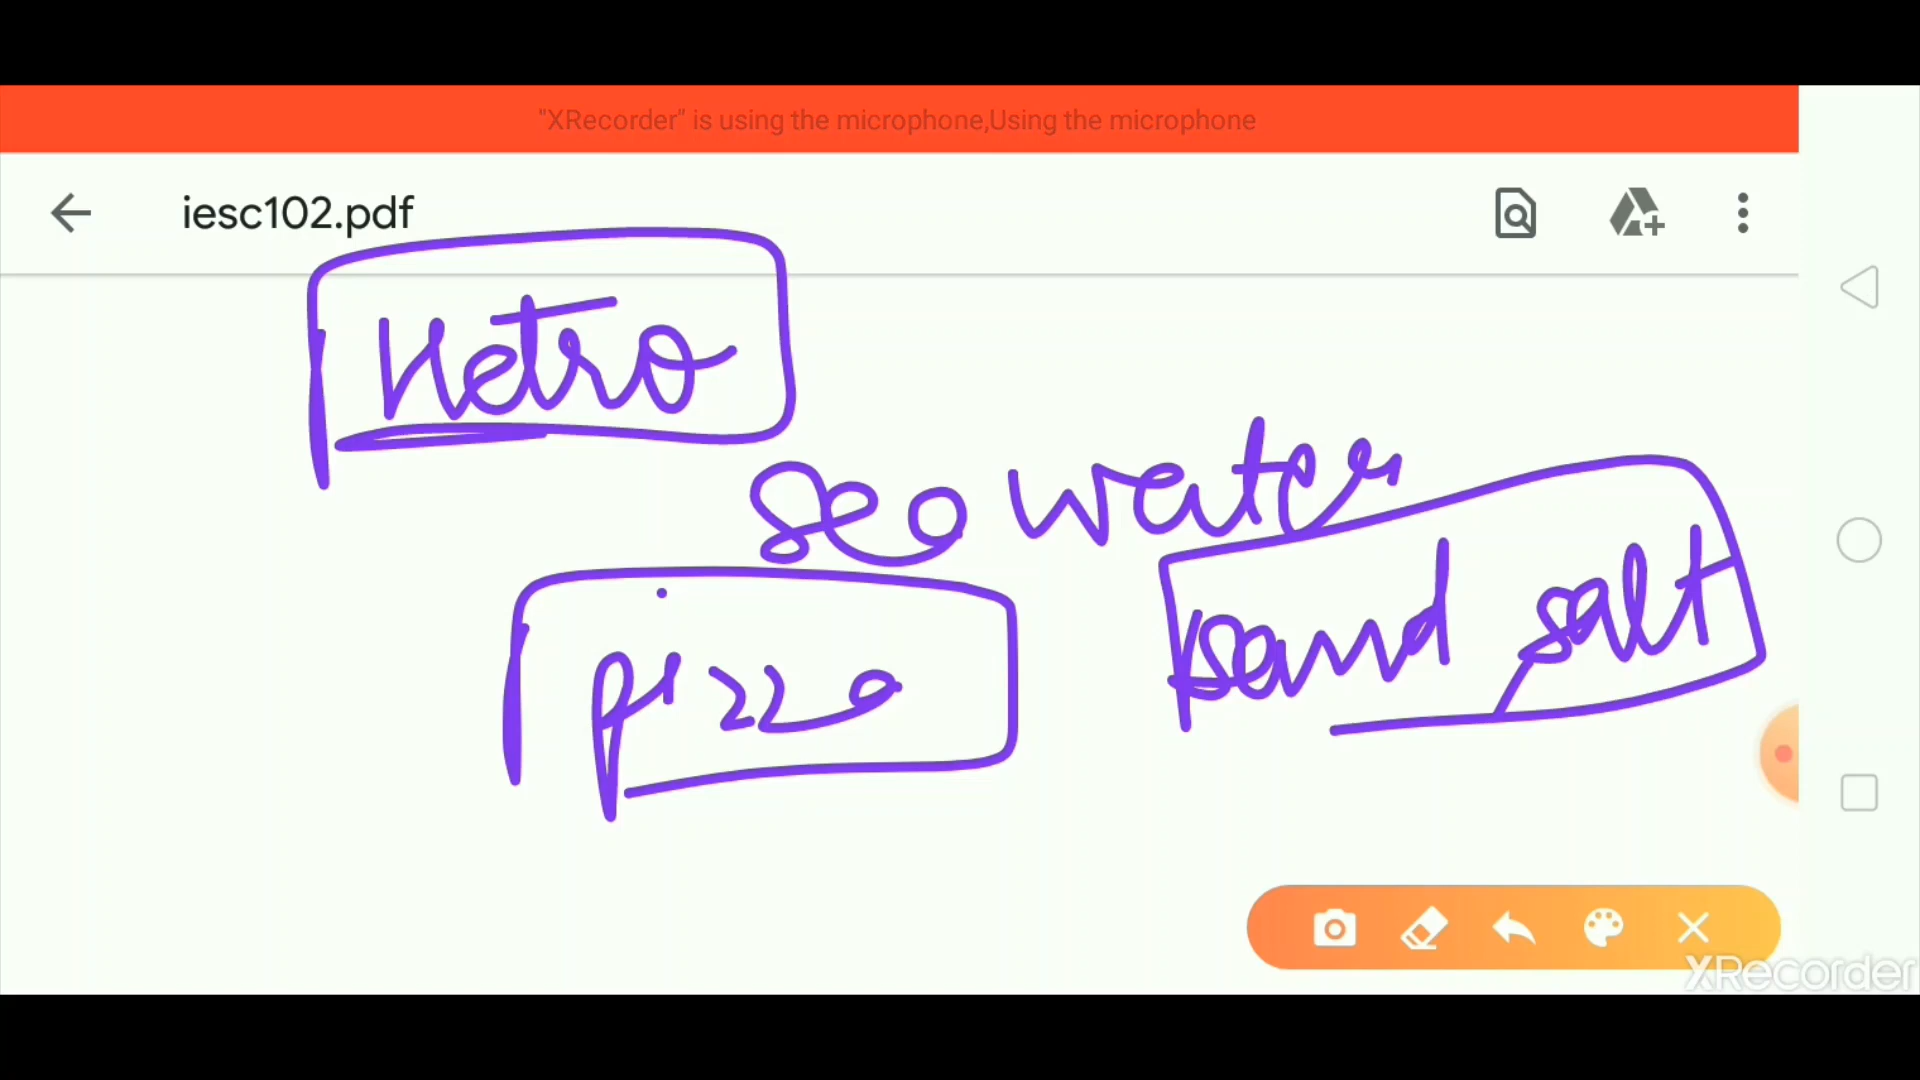 "XRecorder" is using the microphone,Using the microphone
iesc102.pdf
Hetro
sea water
sand salt
pizza
XRecorder